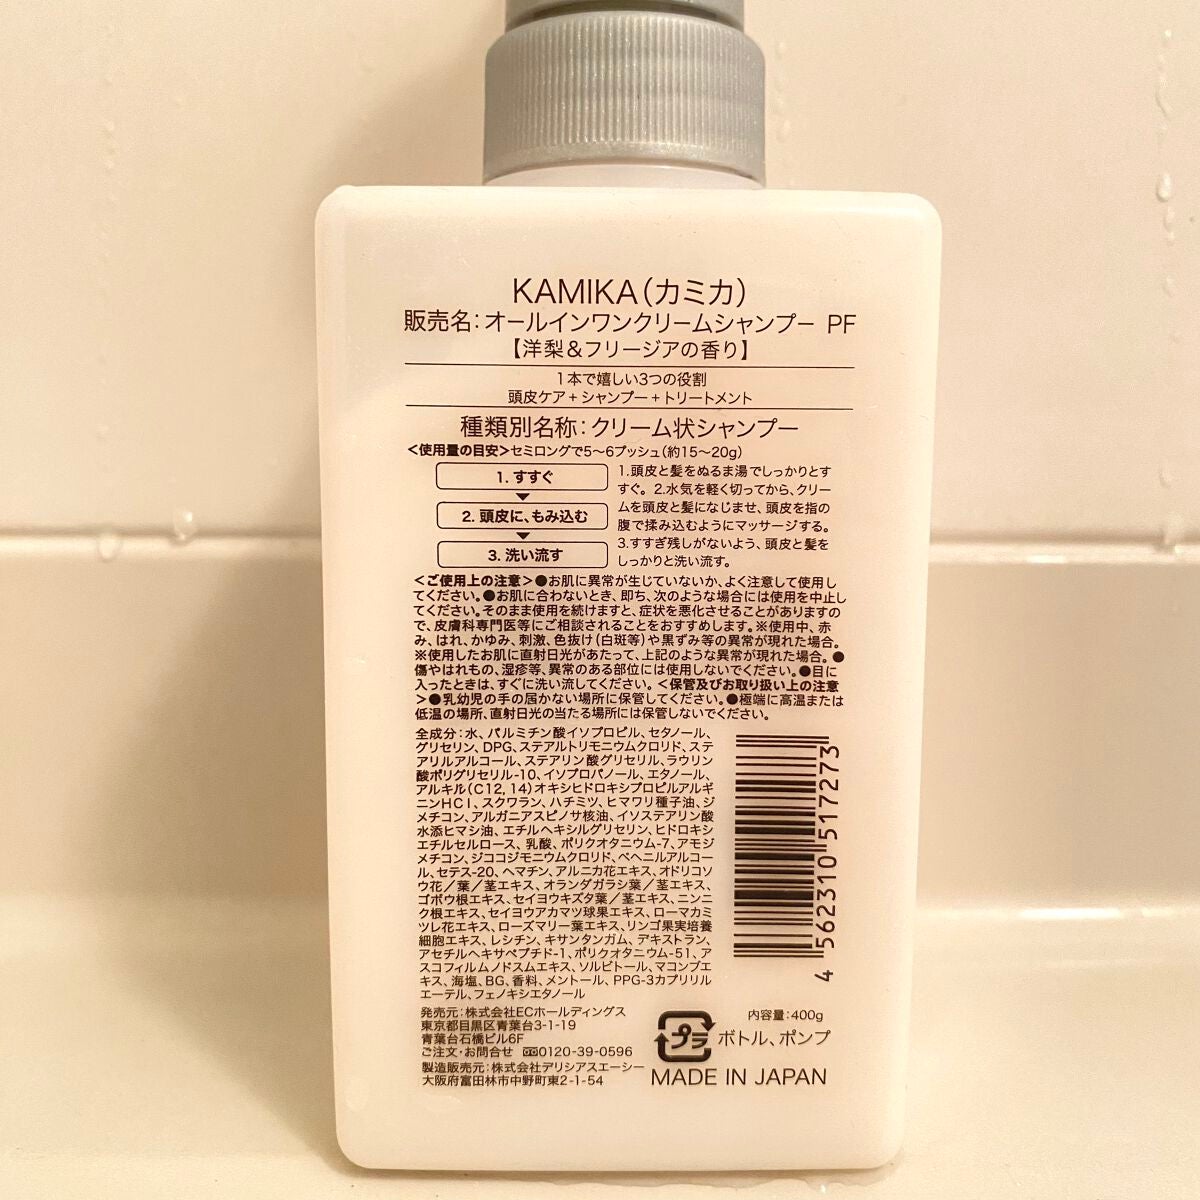 KAMIKA(カミカ)
販売名:オールインワンクリームシャンプー PF
【洋梨&フリージアの香り】
1本で嬉しい3つの役割
頭皮ケア+シャンプー+トリートメント
種類別名称:クリーム状シャンプー
<使用量の目安>セミロングで5〜6プッシュ(約15〜20g)
1. すすぐ
2. 頭皮に、もみ込む
3. 洗い流す
1.頭皮と髪をぬるま湯でしっかりとす
すぐ。2.水気を軽く切ってから、クリー
ムを頭皮と髪になじませ、頭皮を指の
腹で揉み込むようにマッサージする。
3.すすぎ残しがないよう、頭皮と髪を
しっかりと洗い流す。
<ご使用上の注意>●お肌に異常が生じていないか、よく注意して使用し
てください。●お肌に合わないとき、即ち、次のような場合には使用を中止し
てください。そのまま使用を続けますと、症状を悪化させることがありますの
で、皮膚科専門医等にご相談されることをおすすめします。※使用中、赤
み、はれ、かゆみ、刺激、色抜け(白斑等)や黒ずみ等の異常が現れた場合。
※使用したお肌に直射日光があたって、上記のような異常が現れた場合。●
傷やはれもの、湿疹等、異常のある部位には使用しないでください。●目に
入ったときは、すぐに洗い流してください。<保管及びお取り扱い上の注意
>●乳幼児の手の届かない場所に保管してください。●極端に高温または
低温の場所、直射日光の当たる場所には保管しないでください。
全成分:水、パルミチン酸イソプロピル、セタノール、
グリセリン、DPG、ステアルトリモニウムクロリド、ステ
アリルアルコール、ステアリン酸グリセリル、ラウリン
酸ポリグリセリル-10、イソプロパノール、エタノール、
アルキル(C12, 14)オキシヒドロキシプロピルアルギ
ニンHCl、スクワラン、ハチミツ、ヒマワリ種子油、ジ
メチコン、アルガニアスピノサ核油、イソステアリン酸
水添ヒマシ油、エチルヘキシルグリセリン、ヒドロキシ
エチルセルロース、乳酸、ポリクオタニウム-7、アモジ
メチコン、ジココジモニウムクロリド、ベヘニルアルコー
ル、セテス-20、ヘマチン、アルニカ花エキス、オドリコソ
ウ花/葉/茎エキス、オランダガラシ葉/茎エキス、
ゴボウ根エキス、セイヨウキズタ葉/茎エキス、ニンニ
ク根エキス、セイヨウアカマツ球果エキス、ローマカミ
ツレ花エキス、ローズマリー葉エキス、リンゴ果実培養
細胞エキス、レシチン、キサンタンガム、デキストラン、
アセチルヘキサペプチド-1、ポリクオタニウム-51、ア
スコフィルムノドスムエキス、ソルビトール、マコンブエ
キス、海塩、BG、香料、メントール、PPG-3カプリリル
エーテル、フェノキシエタノール
4 562310 517273
発売元:株式会社ECホールディングス
東京都目黒区青葉台3-1-19
青葉台石橋ビル6F
ご注文・お問合せ 0120-39-0596
製造販売元:株式会社デリシアスエーシー
大阪府富田林市中野町東2-1-54
内容量:400g
プラ ボトル、ポンプ
MADE IN JAPAN